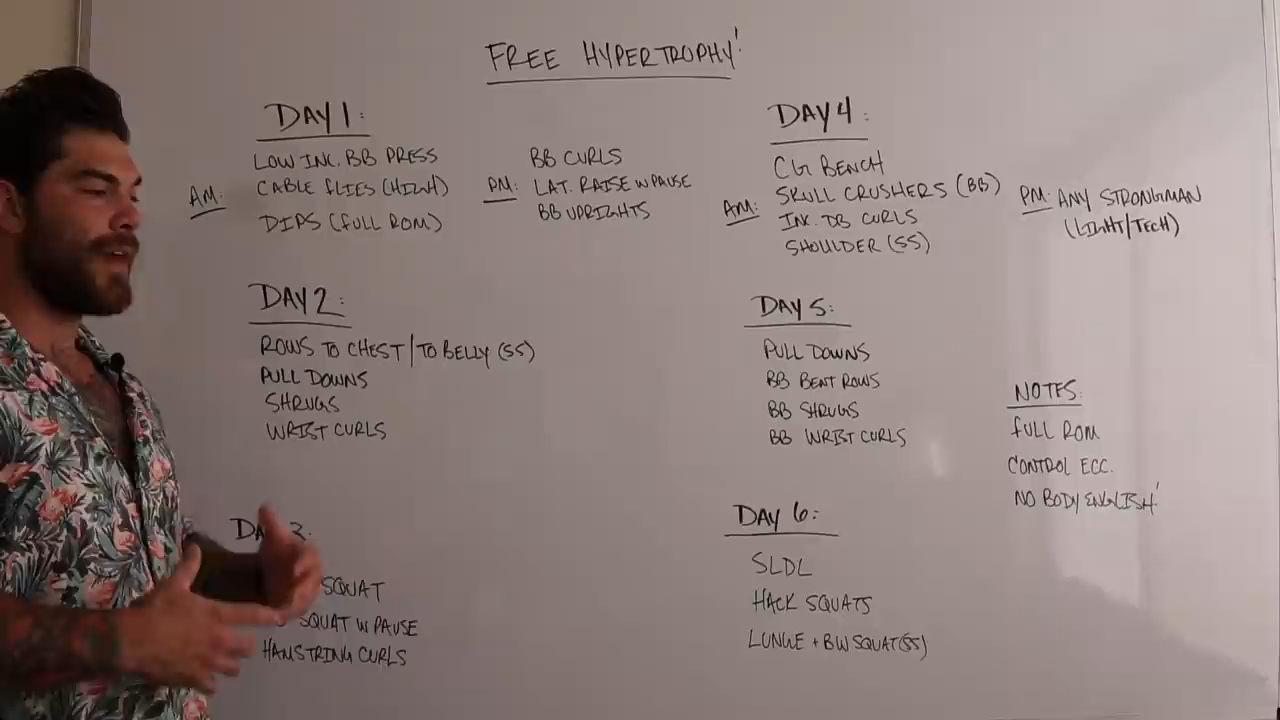 FREE HYPERTROPHY!
DAY 1:
AM:
LOW INC. BB PRESS
CABLE FLIES (HIGH)
DIPS (FULL ROM)
PM:
BB CURLS
LAT. RAISE W PAUSE
BB UPRIGHTS
DAY 2:
ROWS TO CHEST/TO BELLY (SS)
PULL DOWNS
SHRUGS
WRIST CURLS
SQUAT
SQUAT W PAUSE
HAMSTRING CURLS
DAY 4:
AM:
CG BENCH
SKULL CRUSHERS (BB)
INC. DB CURLS
SHOULDER (SS)
PM: ANY STRONGMAN
(LIGHT/TECH)
DAY 5:
PULL DOWNS
BB BENT ROWS
BB SHRUGS
BB WRIST CURLS
DAY 6:
SLDL
HACK SQUATS
LUNGE + BW SQUAT (SS)
NOTES:
FULL ROM
CONTROL ECC.
NO BODY ENGLISH!